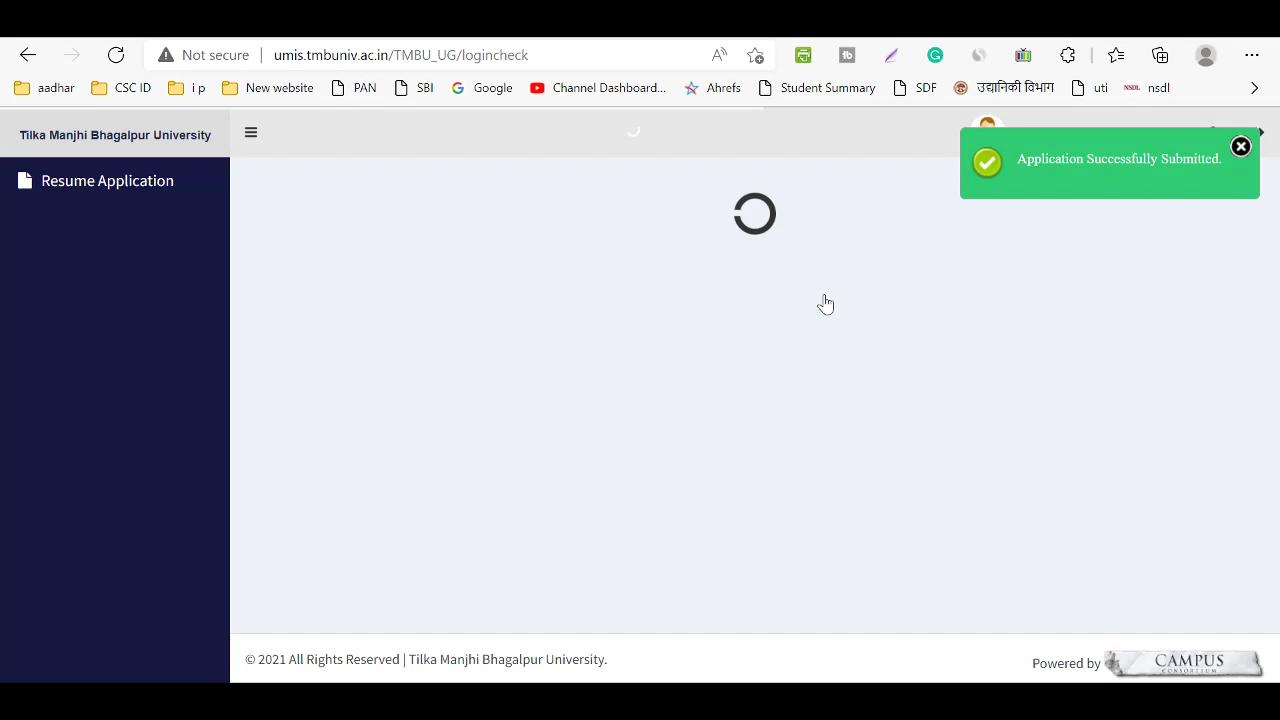 Not secure
umis.tmbuniv.ac.in/TMBU_UG/logincheck
aadhar
CSC ID
i p
New website
PAN
SBI
Google
Channel Dashboard...
Ahrefs
Student Summary
SDF
उद्यानिकी विभाग
uti
NSDL
nsdl
Tilka Manjhi Bhagalpur University
Application Successfully Submitted.
Resume Application
© 2021 All Rights Reserved | Tilka Manjhi Bhagalpur University.
Powered by
CAMPUS
CONSORTIUM